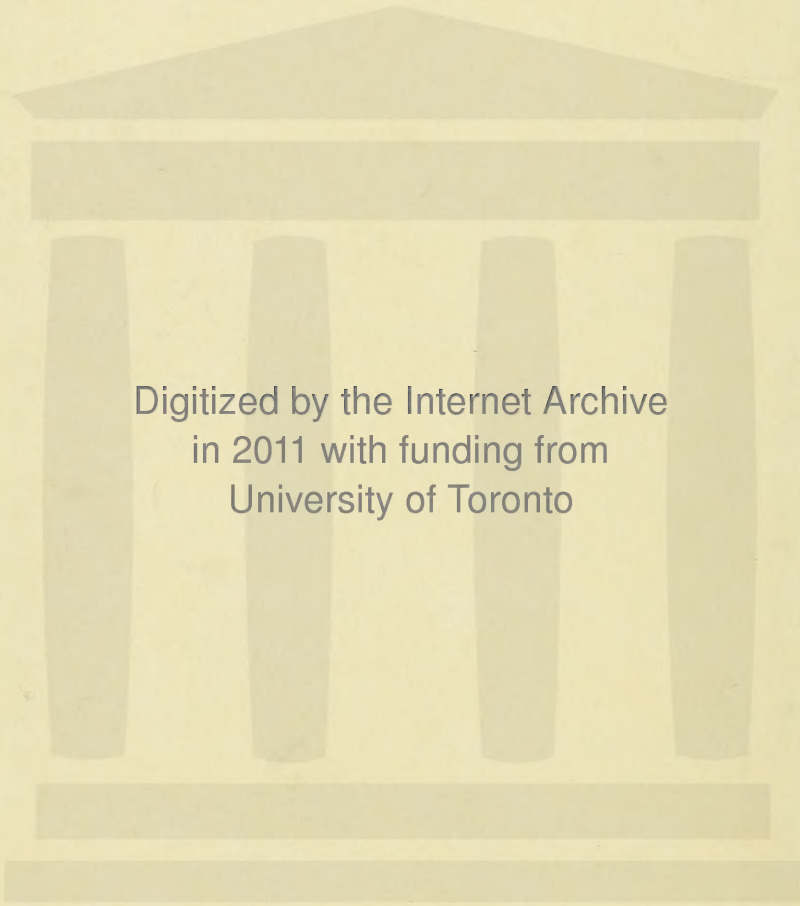 Digitized by the Internet Archive
in 2011 with funding from
University of Toronto